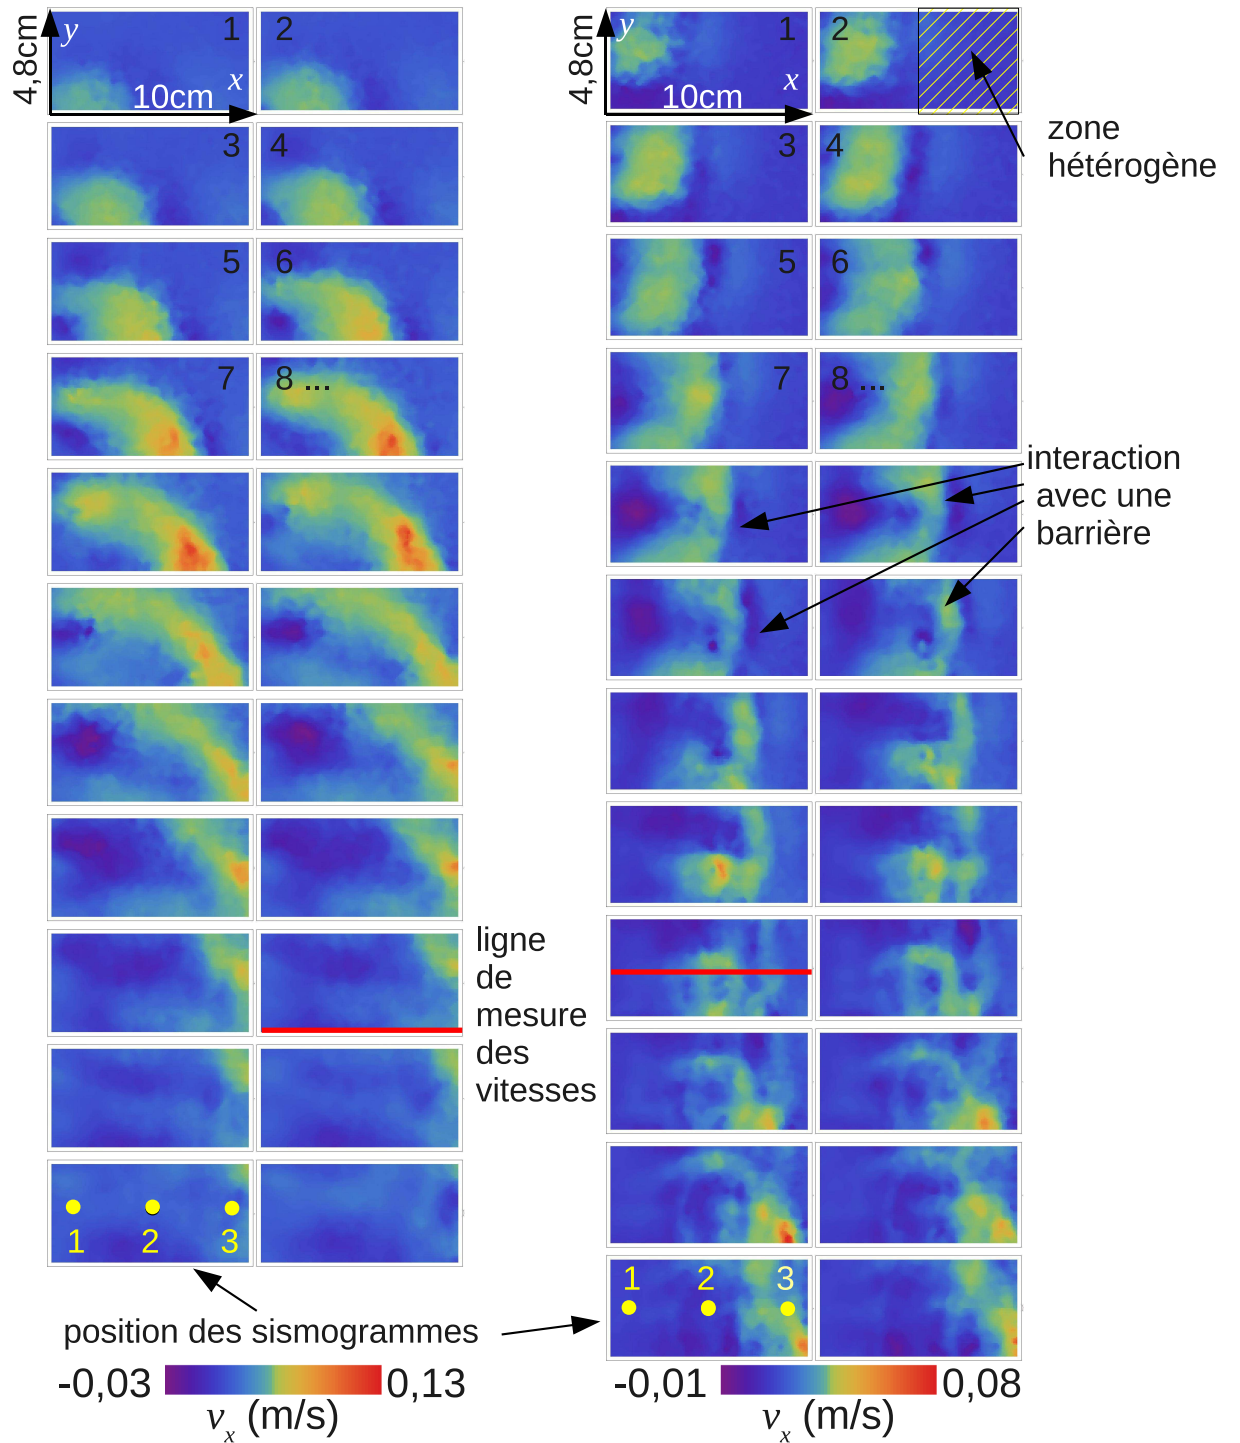 4,8cm
y
1
2
x
10cm
3
4
5
6
7
8 ...
ligne
de
mesure
des
vitesses
1
2
3
position des sismogrammes
-0,03
0,13
vx (m/s)
4,8cm
y
1
2
x
10cm
zone
hétérogène
3
4
5
6
7
8 ...
interaction
avec une
barrière
1
2
3
-0,01
0,08
vx (m/s)